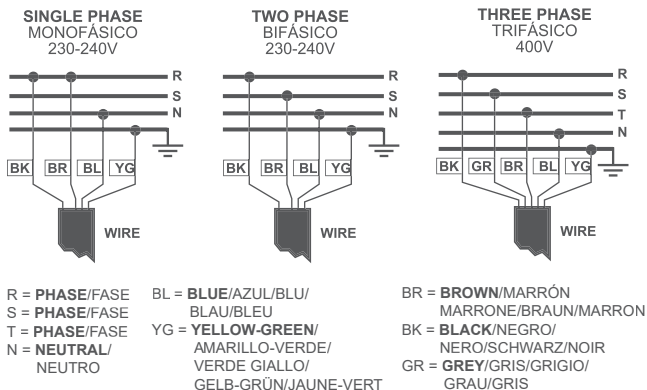 SINGLE PHASE
MONOFÁSICO
230-240V
R
S
N
BK BR BL YG
WIRE
TWO PHASE
BIFÁSICO
230-240V
R
S
N
BK BR BL YG
WIRE
THREE PHASE
TRIFÁSICO
400V
R
S
T
N
BK GR BR BL YG
WIRE
R = PHASE/FASE
S = PHASE/FASE
T = PHASE/FASE
N = NEUTRAL/
NEUTRO
BL = BLUE/AZUL/BLU/
BLAU/BLEU
YG = YELLOW-GREEN/
AMARILLO-VERDE/
VERDE GIALLO/
GELB-GRÜN/JAUNE-VERT
BR = BROWN/MARRÓN
MARRONE/BRAUN/MARRON
BK = BLACK/NEGRO/
NERO/SCHWARZ/NOIR
GR = GREY/GRIS/GRIGIO/
GRAU/GRIS